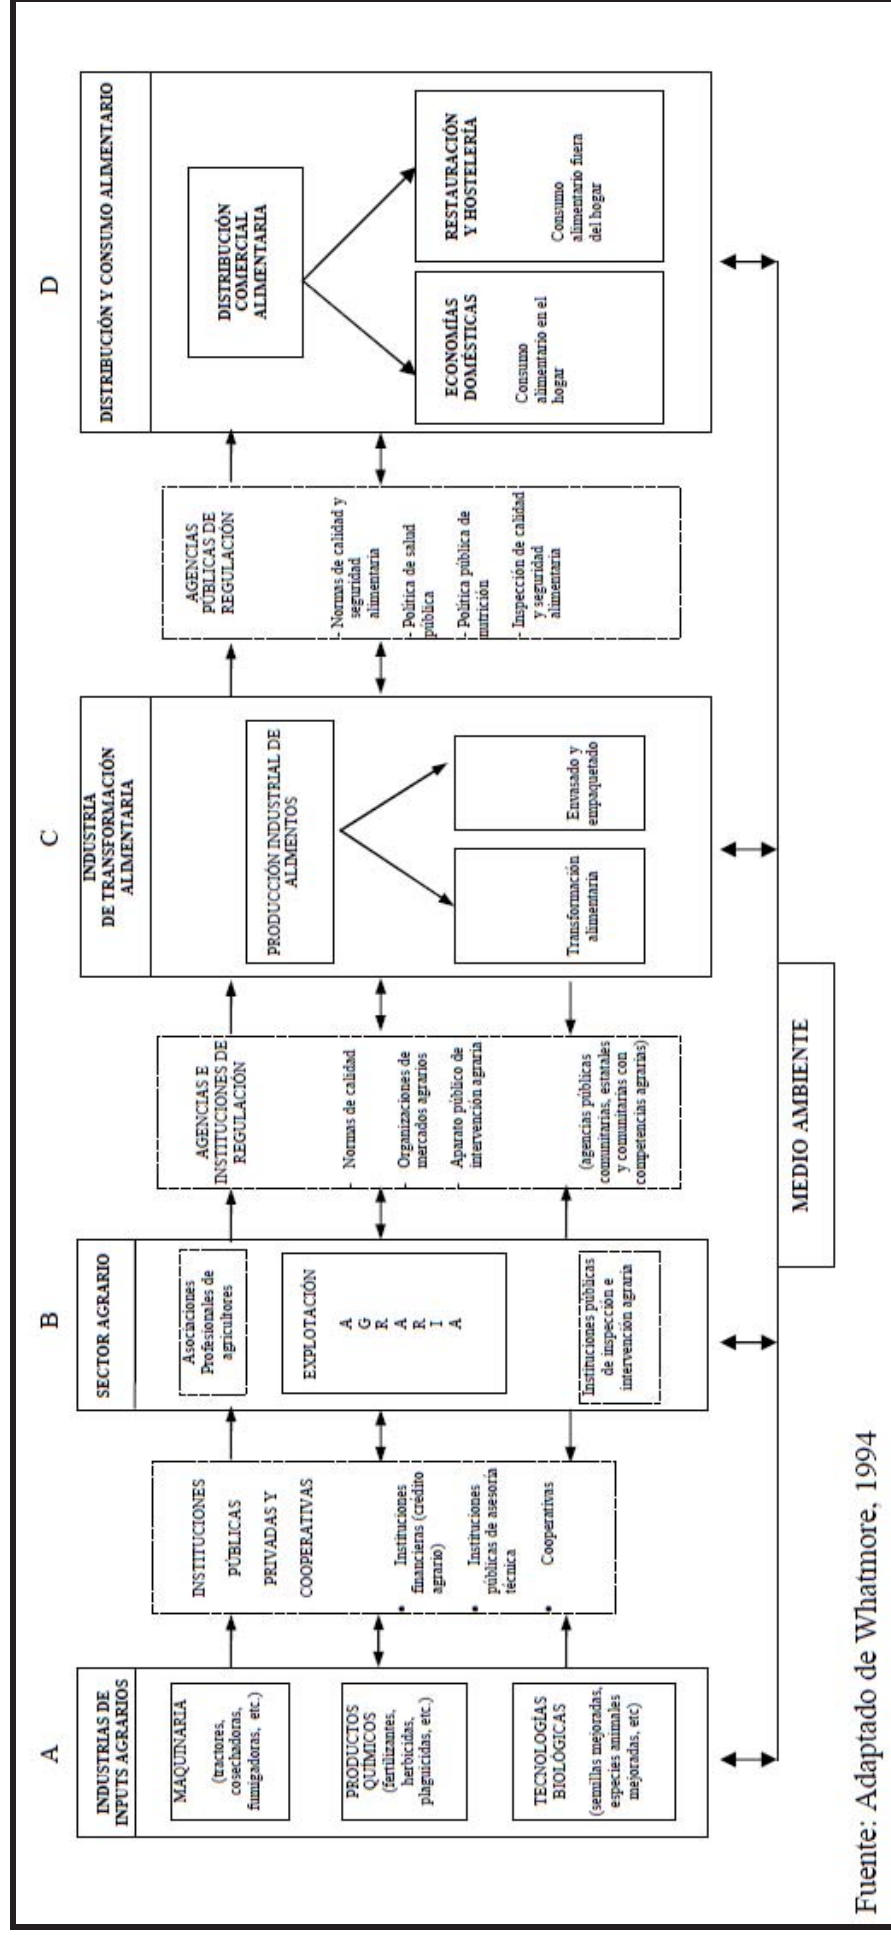 A
INDUSTRIAS DE
INPUTS AGRARIOS
MAQUINARIA
(tractores,
cosechadoras,
fumigadoras, etc.)
PRODUCTOS
QUÍMICOS
(fertilizantes,
herbicidas,
plaguicidas, etc.)
TECNOLOGÍAS
BIOLÓGICAS
(semillas mejoradas,
especies animales
mejoradas, etc)
INSTITUCIONES
PÚBLICAS
PRIVADAS Y
COOPERATIVAS
• Instituciones
financieras (crédito
agrario)
• Instituciones
públicas de asesoría
técnica
• Cooperativas
B
SECTOR AGRARIO
Asociaciones
Profesionales de
agricultores
EXPLOTACIÓN
A
G
R
A
R
I
A
Instituciones públicas
de inspección e
intervención agraria
AGENCIAS E
INSTITUCIONES DE
REGULACIÓN
- Normas de calidad
- Organizaciones de
mercados agrarios
- Aparato público de
intervención agraria
(agencias públicas
comunitarias, estatales
y comunitarias con
competencias agrarias)
C
INDUSTRIA
DE TRANSFORMACIÓN
ALIMENTARIA
PRODUCCIÓN INDUSTRIAL DE
ALIMENTOS
Transformación
alimentaria
Envasado y
empaquetado
AGENCIAS
PÚBLICAS DE
REGULACIÓN
- Normas de calidad y
seguridad
alimentaria
- Política de salud
pública
- Política pública de
nutrición
- Inspección de calidad
y seguridad
alimentaria
D
DISTRIBUCIÓN Y CONSUMO ALIMENTARIO
DISTRIBUCIÓN
COMERCIAL
ALIMENTARIA
ECONOMÍAS
DOMÉSTICAS
Consumo
alimentario en el
hogar
RESTAURACIÓN
Y HOSTELERÍA
Consumo
alimentario fuera
del hogar
MEDIO AMBIENTE
Fuente: Adaptado de Whatmore, 1994